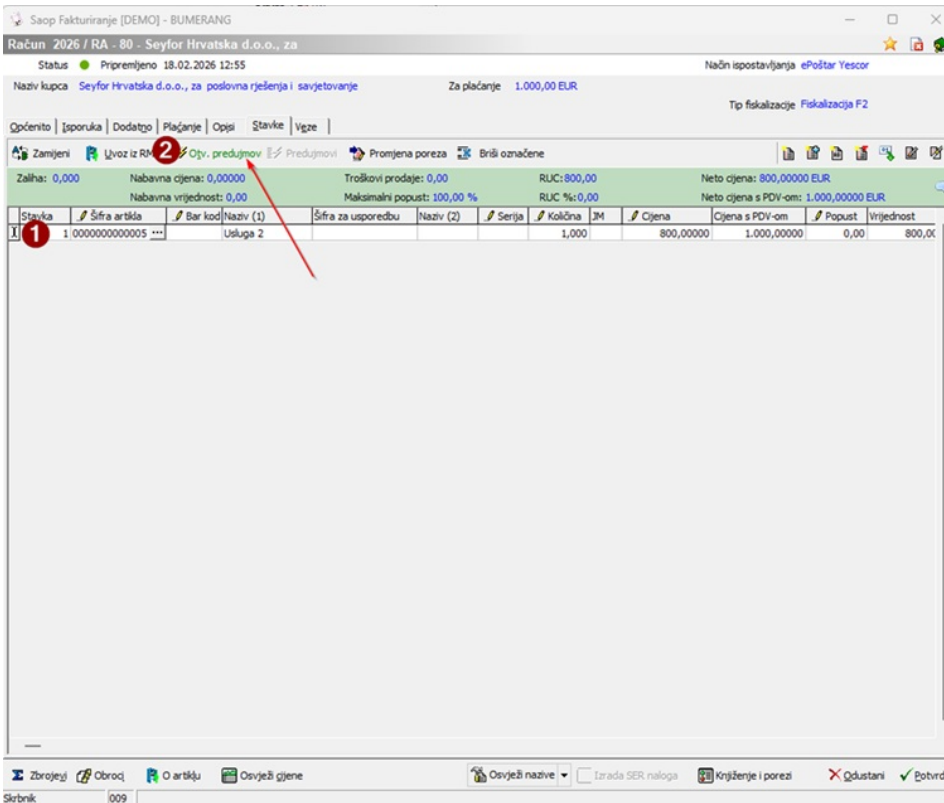 Saop Fakturiranje [DEMO] - BUMERANG
Račun 2026 / RA - 80 - Seyfor Hrvatska d.o.o., za
Status Pripremljeno 18.02.2026 12:55 Način ispostavljanja ePoštar Yescor
Naziv kupca Seyfor Hrvatska d.o.o., za poslovna rješenja i savjetovanje Za plaćanje 1.000,00 EUR
Tip fiskalizacije Fiskalizacija F2
Općenito Isporuka Dodatno Plaćanje Opisi Stavke Veze
Zamijeni Uvoz iz RM 2 Otv. predujmov Predujmovi Promjena poreza Briši označene
Zaliha: 0,000 Nabavna cijena: 0,00000 Troškovi prodaje: 0,00 RUC: 800,00 Neto cijena: 800,00000 EUR
Nabavna vrijednost: 0,00 Maksimalni popust: 100,00 % RUC %: 0,00 Neto cijena s PDV-om: 1.000,00000 EUR
Stavka Šifra artikla Bar kod Naziv (1) Šifra za usporedbu Naziv (2) Serija Količina JM Cijena Cijena s PDV-om Popust Vrijednost
1 1 0000000000005 ... Usluga 2 1,000 800,00000 1.000,00000 0,00 800,00
Zbrojevi Obroci O artiklu Osvježi cijene Osvježi nazive Izrada SER naloga Knjiženje i porezi Odustani Potvrd
Skrbnik 009